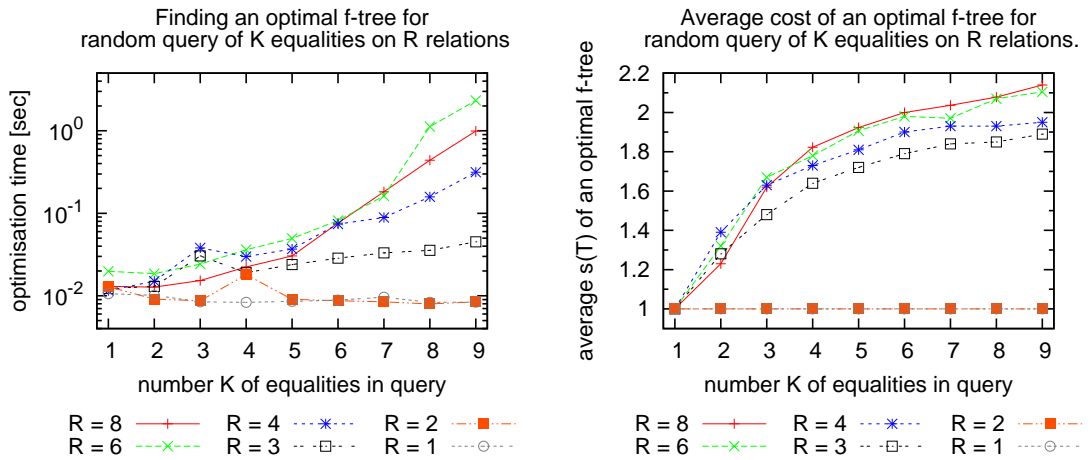 Finding an optimal f-tree for
random query of K equalities on R relations
optimisation time [sec]
10^0
10^-1
10^-2
1 2 3 4 5 6 7 8 9
number K of equalities in query
R = 8 R = 4 R = 2
R = 6 R = 3 R = 1
Average cost of an optimal f-tree for
random query of K equalities on R relations.
average s(T) of an optimal f-tree
2.2
2
1.8
1.6
1.4
1.2
1
1 2 3 4 5 6 7 8 9
number K of equalities in query
R = 8 R = 4 R = 2
R = 6 R = 3 R = 1